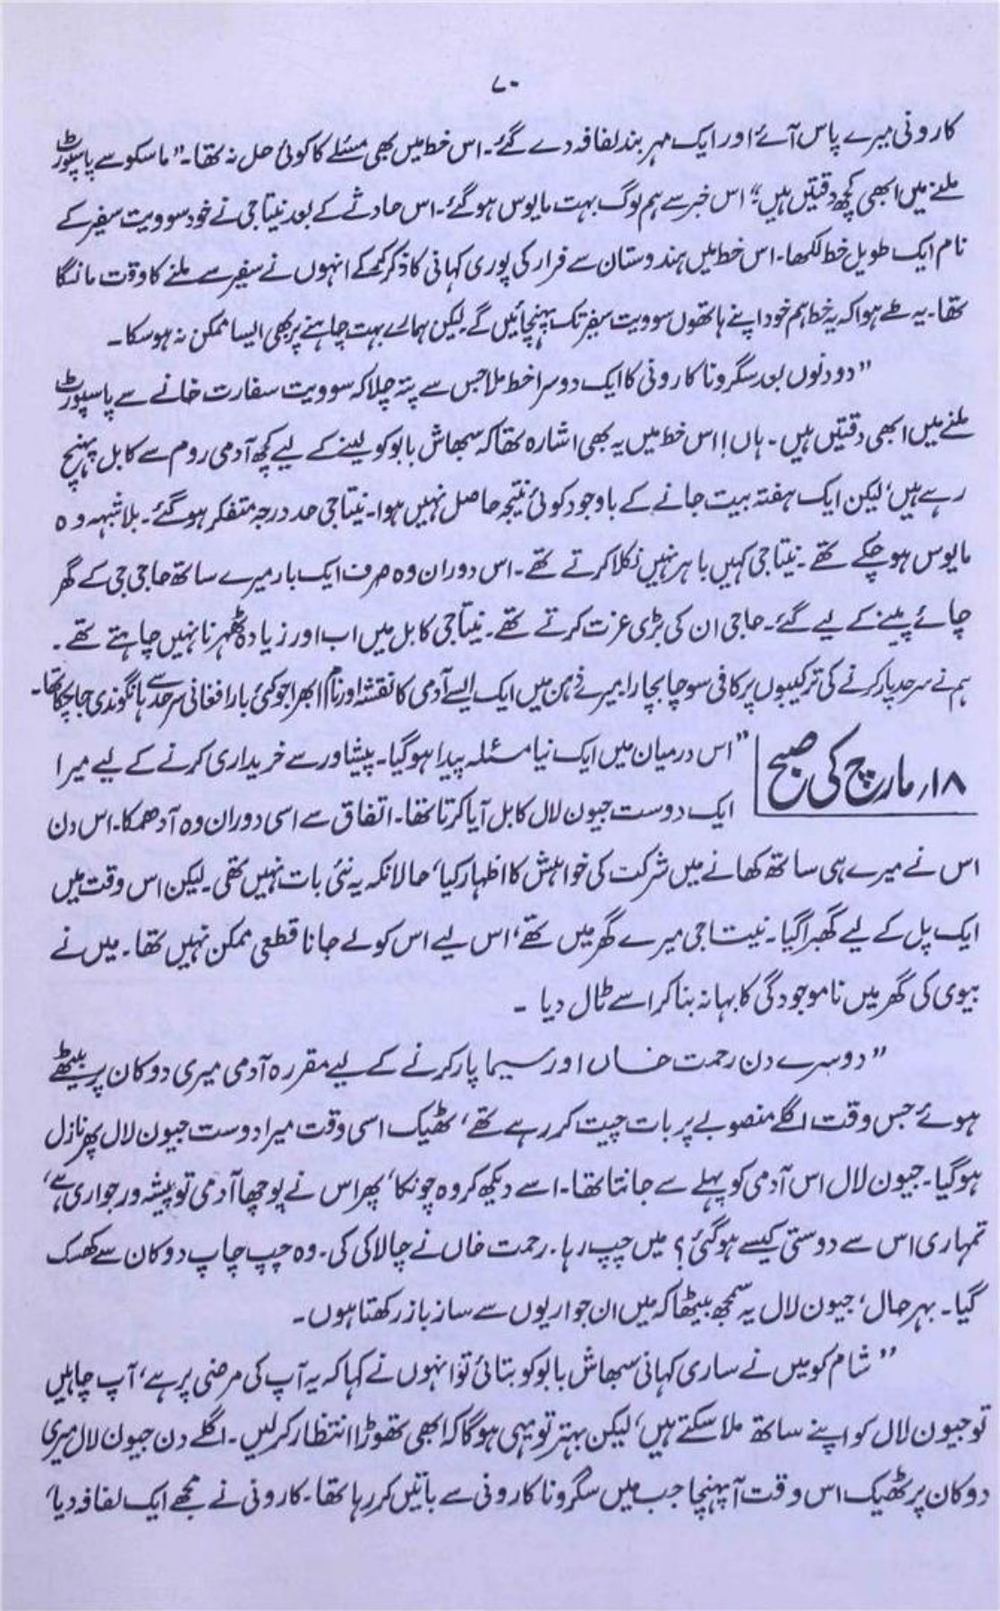 ۷۰
کارونی میرے پاس آئے اور ایک مہر بند لفافہ دے گئے۔ اس خط میں بھی مسئلے کا کوئی حل نہ تھا۔ "ماسکو سے پاسپورٹ
ملنے میں ابھی کچھ دقتیں ہیں"؛ اس خبر سے ہم لوگ بہت مایوس ہو گئے۔ اس حادثے کے بعد نیتا جی نے خود سوویت سفیر کے
نام ایک طویل خط لکھا۔ اس خط میں ہندوستان سے فرار کی پوری کہانی کا ذکر کر کے انہوں نے سفیر سے ملنے کا وقت مانگا
تھا۔ یہ طے ہوا کہ یہ خط ہم خود اپنے ہاتھوں سوویت سفیر تک پہنچائیں گے لیکن ہمارے بہت چاہنے پر بھی ایسا ممکن نہ ہو سکا۔
"دو دنوں بعد سگرونا کارونی کا ایک دوسرا خط ملا جس سے پتہ چلا کہ سوویت سفارت خانے سے پاسپورٹ
ملنے میں ابھی دقتیں ہیں۔ ہاں! اس خط میں یہ بھی اشارہ تھا کہ سبھاش بابو کو لینے کے لیے کچھ آدمی روم سے کابل پہنچ
رہے ہیں، لیکن ایک ہفتہ بیت جانے کے باوجود کوئی نتیجہ حاصل نہیں ہوا۔ نیتا جی حد درجہ متفکر ہو گئے۔ بلا شبہہ وہ
مایوس ہو چکے تھے۔ نیتا جی کہیں باہر نہیں نکلا کرتے تھے۔ اس دوران وہ صرف ایک بار میرے ساتھ حاجی جی کے گھر
چائے پینے کے لیے گئے۔ حاجی ان کی بڑی عزت کرتے تھے۔ نیتا جی کابل میں اب اور زیادہ ٹھہرنا نہیں چاہتے تھے۔
ہم نے سرحد پار کرنے کی ترکیبوں پر کافی سوچا بچارا۔ میرے ذہن میں ایک ایسے آدمی کا نقشہ اور نام ابھرا جو کئی بار افغانی سرحد سے ہانگوندی جا چکا تھا۔
۱۸ مارچ کی صبح
"اس درمیان میں ایک نیا مسئلہ پیدا ہو گیا۔ پیشاور سے خریداری کرنے کے لیے میرا
ایک دوست جیون لال کابل آیا کرتا تھا۔ اتفاق سے اسی دوران وہ آ دھمکا۔ اس دن
اس نے میرے ہی ساتھ کھانے میں شرکت کی خواہش کا اظہار کیا، حالانکہ یہ نئی بات نہیں تھی۔ لیکن اس وقت میں
ایک پل کے لیے گھبرا گیا۔ نیتا جی میرے گھر میں تھے، اس لیے اس کو لے جانا قطعی ممکن نہیں تھا۔ میں نے
بیوی کی گھر میں ناموجودگی کا بہانہ بنا کر اسے ٹال دیا ۔
"دوسرے دن رحمت خاں اور سیما پار کرنے کے لیے مقررہ آدمی میری دوکان پر بیٹھے
ہوئے جس وقت اگلے منصوبے پر بات چیت کر رہے تھے، ٹھیک اسی وقت میرا دوست جیون لال پھر نازل
ہو گیا۔ جیون لال اس آدمی کو پہلے سے جانتا تھا۔ اسے دیکھ کر وہ چونکا، پھر اس نے پوچھا آدمی تو پیشہ ور جواری ہے،
تمہاری اس سے دوستی کیسے ہو گئی؟ میں چپ رہا۔ رحمت خاں نے چالاکی کی۔ وہ چپ چاپ دوکان سے کھسک
گیا۔ بہر حال، جیون لال یہ سمجھ بیٹھا کہ میں ان جواریوں سے ساز باز رکھتا ہوں۔
"شام کو میں نے ساری کہانی سبھاش بابو کو بتائی تو انہوں نے کہا کہ یہ آپ کی مرضی پر ہے، آپ چاہیں
تو جیون لال کو اپنے ساتھ ملا سکتے ہیں، لیکن بہتر تو یہی ہو گا کہ ابھی تھوڑا انتظار کر لیں۔ اگلے دن جیون لال میری
دوکان پر ٹھیک اس وقت آ پہنچا جب میں سگرونا کارونی سے باتیں کر رہا تھا۔ کارونی نے مجھے ایک لفافہ دیا،